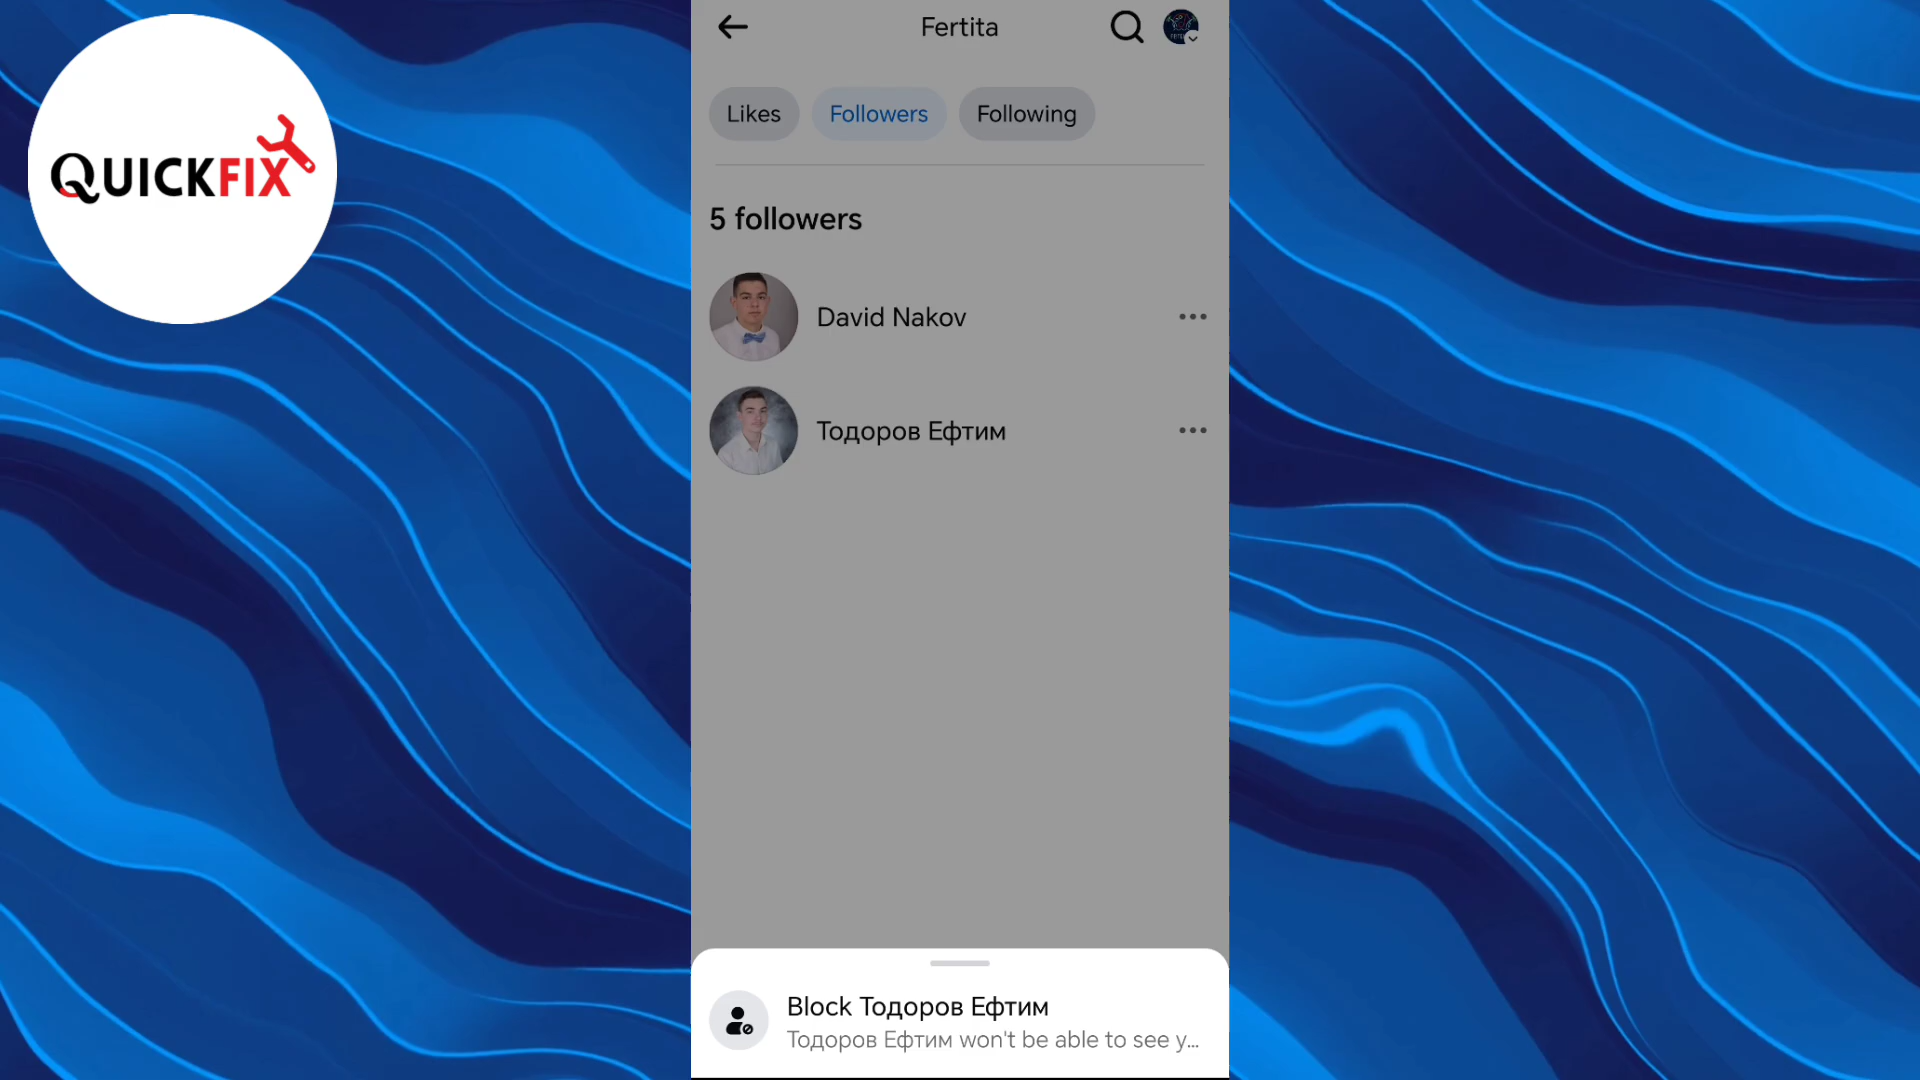 QUICKFIX
Fertita
Likes
Followers
Following
5 followers
David Nakov
Тодоров Ефтим
Block Тодоров Ефтим
Тодоров Ефтим won't be able to see y...